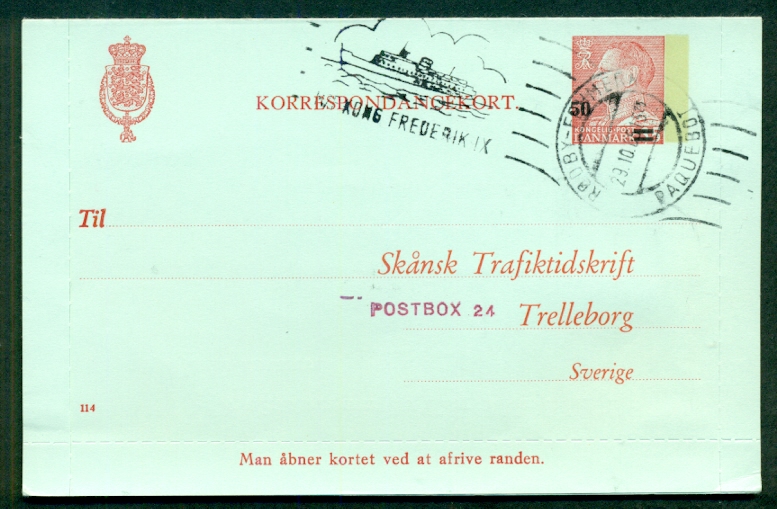 KORRESPONDANCEKORT.
KONG FREDERIK IX
50
KONGELIG POST
DANMARK
RØDBY-F
PAQUEBOT
Til
Skånsk Trafiktidskrift
POSTBOX 24 Trelleborg
Sverige
114
Man åbner kortet ved at afrive randen.